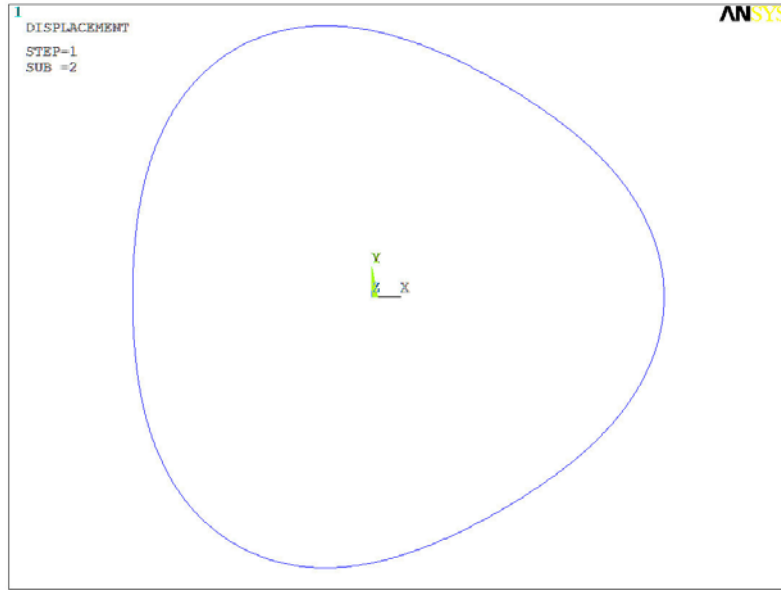 1
DISPLACEMENT
STEP=1
SUB =2
ANSYS
Y
Z X